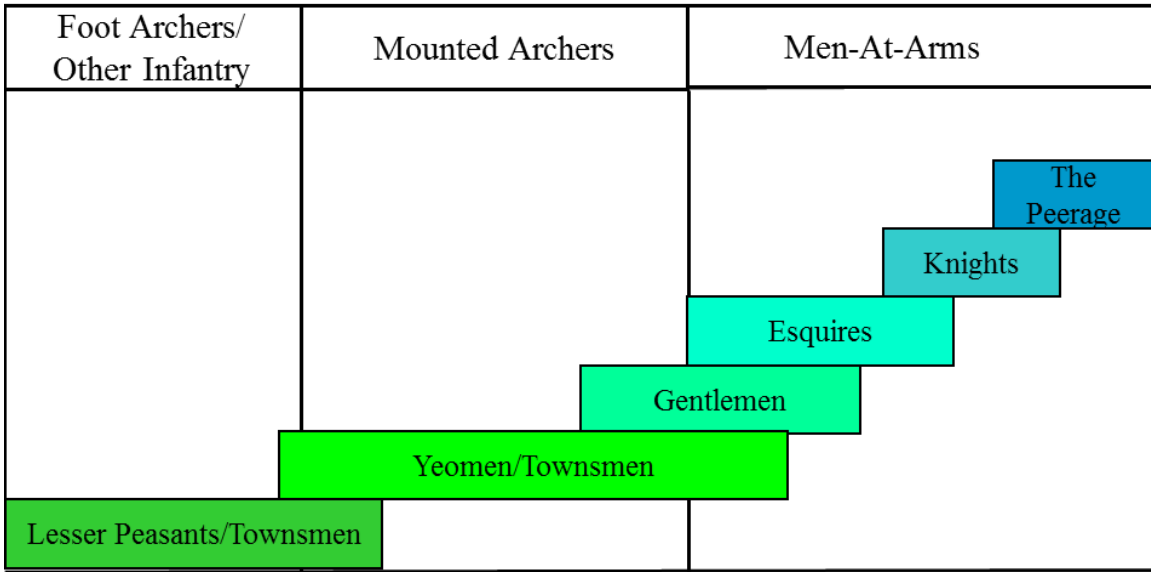 Foot Archers/
Other Infantry
Mounted Archers
Men-At-Arms
The
Peerage
Knights
Esquires
Gentlemen
Yeomen/Townsmen
Lesser Peasants/Townsmen